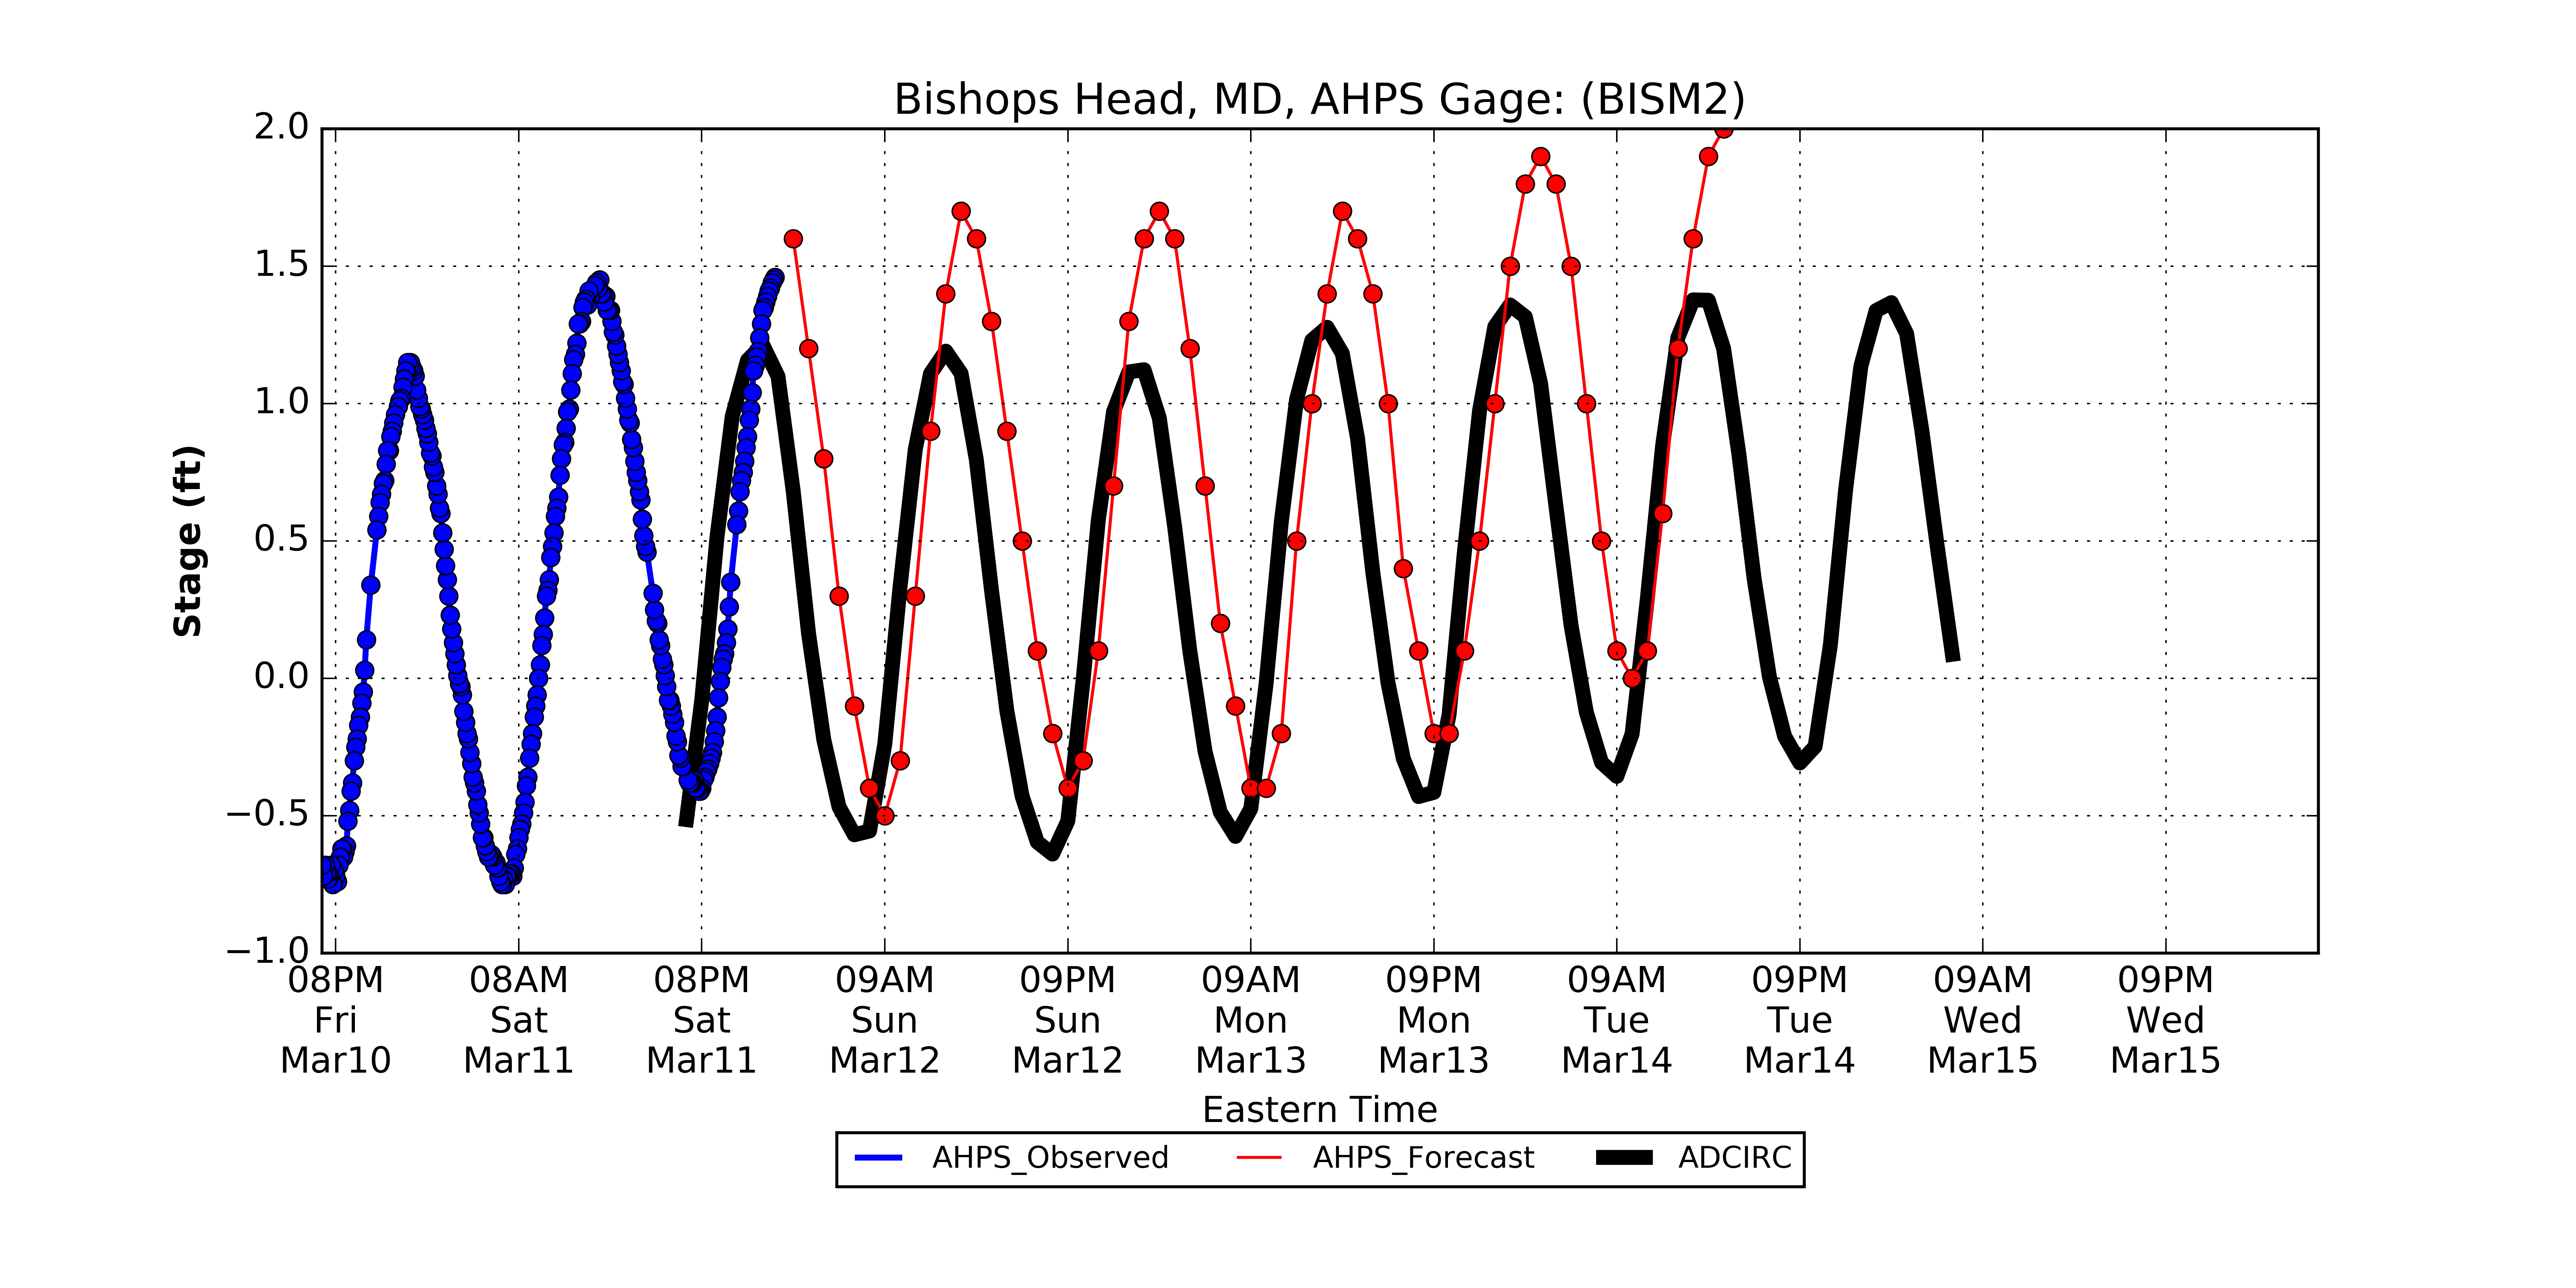 Bishops Head, MD, AHPS Gage: (BISM2)
2.0
1.5
1.0
0.5
0.0
−0.5
−1.0
Stage (ft)
08PM 08AM 08PM 09AM 09PM 09AM 09PM 09AM 09PM 09AM 09PM
Fri Sat Sat Sun Sun Mon Mon Tue Tue Wed Wed
Mar10 Mar11 Mar11 Mar12 Mar12 Mar13 Mar13 Mar14 Mar14 Mar15 Mar15
Eastern Time
AHPS_Observed AHPS_Forecast ADCIRC